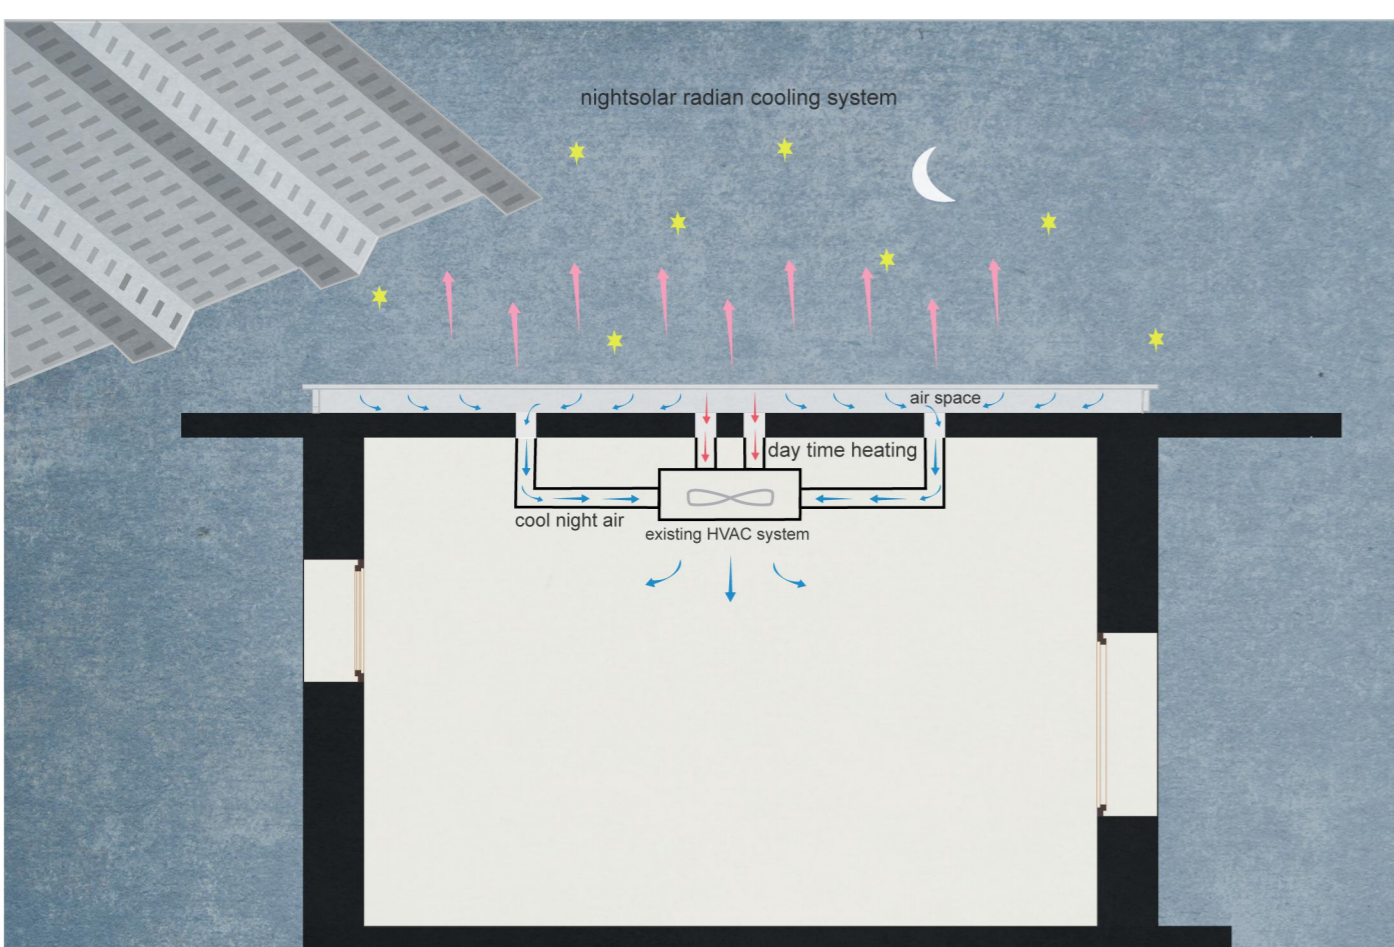 nightsolar radian cooling system
air space
day time heating
cool night air
existing HVAC system